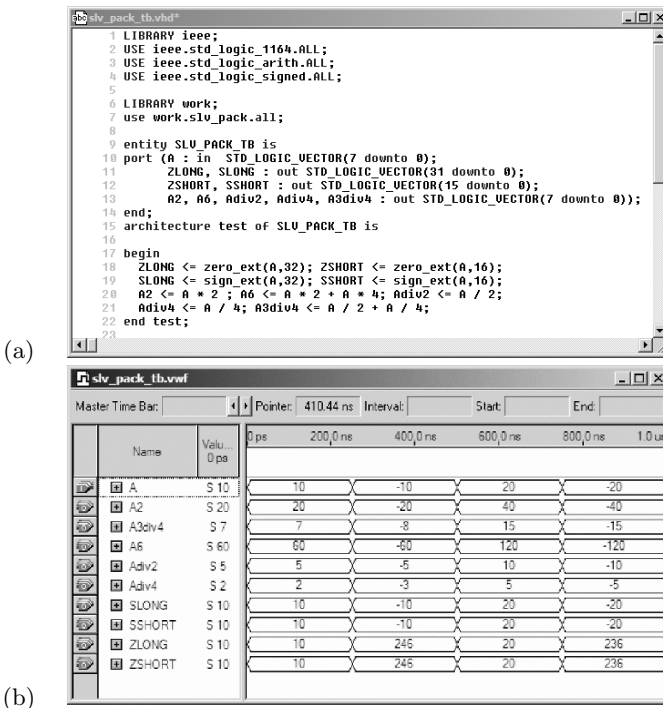 slv_pack_tb.vhd*
1 LIBRARY ieee;
2 USE ieee.std_logic_1164.ALL;
3 USE ieee.std_logic_arith.ALL;
4 USE ieee.std_logic_signed.ALL;
5
6 LIBRARY work;
7 use work.slv_pack.all;
8
9 entity SLV_PACK_TB is
10 port (A : in STD_LOGIC_VECTOR(7 downto 0);
11 ZLONG, SLONG : out STD_LOGIC_VECTOR(31 downto 0);
12 ZSHORT, SSHORT : out STD_LOGIC_VECTOR(15 downto 0);
13 A2, A6, Adiv2, Adiv4, A3div4 : out STD_LOGIC_VECTOR(7 downto 0));
14 end;
15 architecture test of SLV_PACK_TB is
16
17 begin
18 ZLONG <= zero_ext(A,32); ZSHORT <= zero_ext(A,16);
19 SLONG <= sign_ext(A,32); SSHORT <= sign_ext(A,16);
20 A2 <= A * 2 ; A6 <= A * 2 + A * 4; Adiv2 <= A / 2;
21 Adiv4 <= A / 4; A3div4 <= A / 2 + A / 4;
22 end test;
23
(a)
slv_pack_tb.vwf
Master Time Bar: Pointer: 410.44 ns Interval: Start: End:
Name Valu... 0 ps 0 ps 200.0 ns 400.0 ns 600.0 ns 800.0 ns
A S 10 10 -10 20 -20
A2 S 20 20 -20 40 -40
A3div4 S 7 7 -8 15 -15
A6 S 60 60 -60 120 -120
Adiv2 S 5 5 -5 10 -10
Adiv4 S 2 2 -3 5 -5
SLONG S 10 10 -10 20 -20
SSHORT S 10 10 -10 20 -20
ZLONG S 10 10 246 20 236
ZSHORT S 10 10 246 20 236
(b)